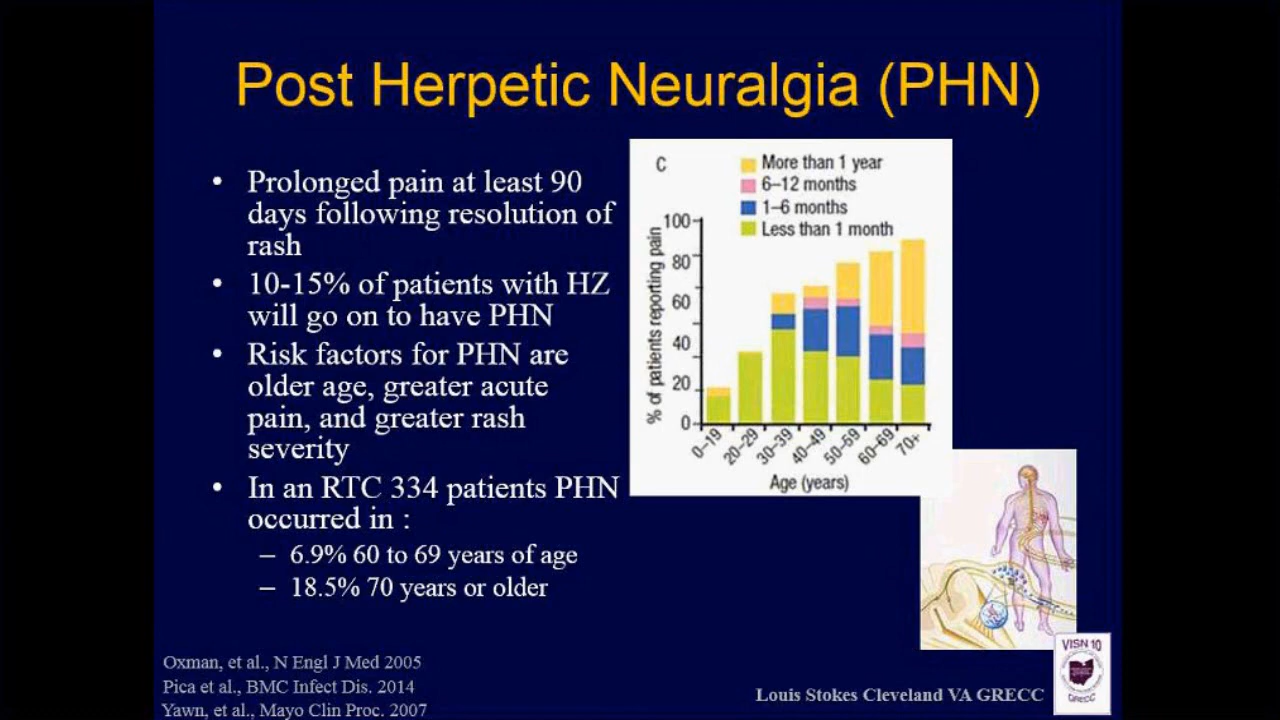 Post Herpetic Neuralgia (PHN)
• Prolonged pain at least 90
days following resolution of
rash
• 10-15% of patients with HZ
will go on to have PHN
• Risk factors for PHN are
older age, greater acute
pain, and greater rash
severity
• In an RTC 334 patients PHN
occurred in :
– 6.9% 60 to 69 years of age
– 18.5% 70 years or older
C
More than 1 year
6–12 months
1–6 months
Less than 1 month
% of patients reporting pain
100
80
60
40
20
0
0–19
20–29
30–39
40–49
50–59
60–69
70+
Age (years)
Oxman, et al., N Engl J Med 2005
Pica et al., BMC Infect Dis. 2014
Yawn, et al., Mayo Clin Proc. 2007
Louis Stokes Cleveland VA GRECC
VISN 10
GRECC